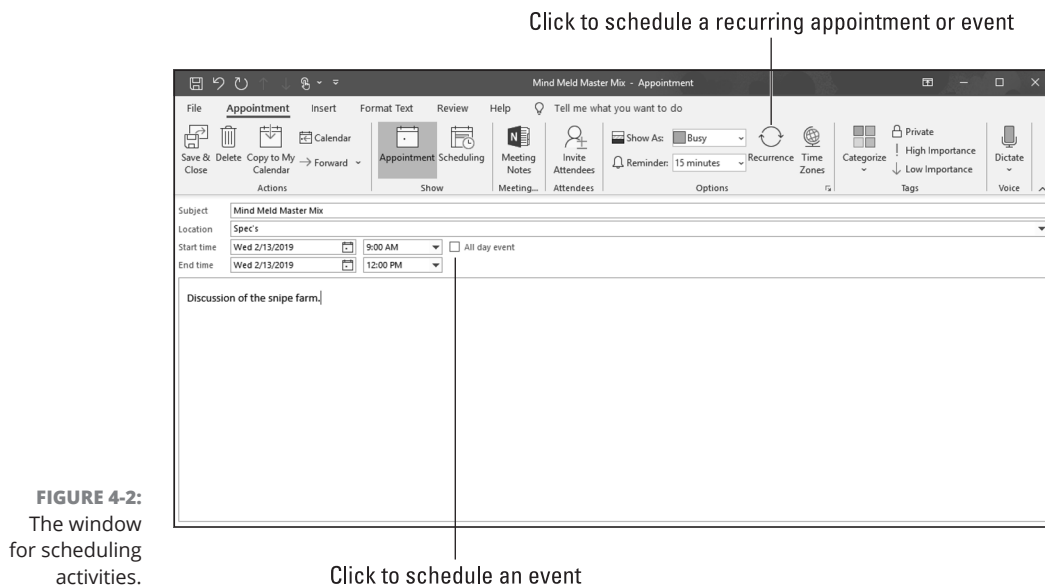 Click to schedule a recurring appointment or event
Mind Meld Master Mix - Appointment
File Appointment Insert Format Text Review Help Tell me what you want to do
Save & Close
Delete
Copy to My Calendar
Calendar
Forward
Actions
Appointment
Scheduling
Show
Meeting Notes
Meeting...
Invite Attendees
Attendees
Show As: Busy
Reminder: 15 minutes
Recurrence
Time Zones
Options
Categorize
Private
High Importance
Low Importance
Tags
Dictate
Voice
Subject Mind Meld Master Mix
Location Spec's
Start time Wed 2/13/2019 9:00 AM All day event
End time Wed 2/13/2019 12:00 PM
Discussion of the snipe farm.
FIGURE 4-2:
The window
for scheduling
activities.
Click to schedule an event